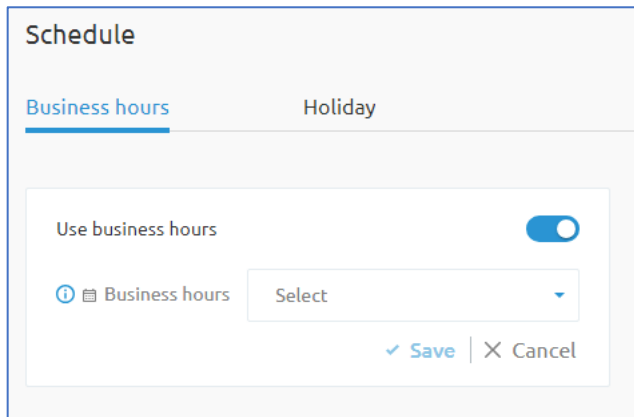 Schedule
Business hours Holiday
Use business hours
Business hours Select
Save Cancel